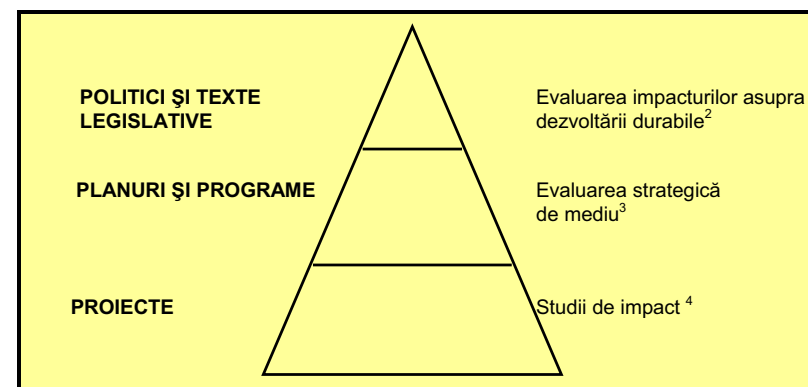 POLITICI ŞI TEXTE
LEGISLATIVE
Evaluarea impacturilor asupra
dezvoltării durabile²
PLANURI ŞI PROGRAME
Evaluarea strategică
de mediu³
PROIECTE
Studii de impact ⁴